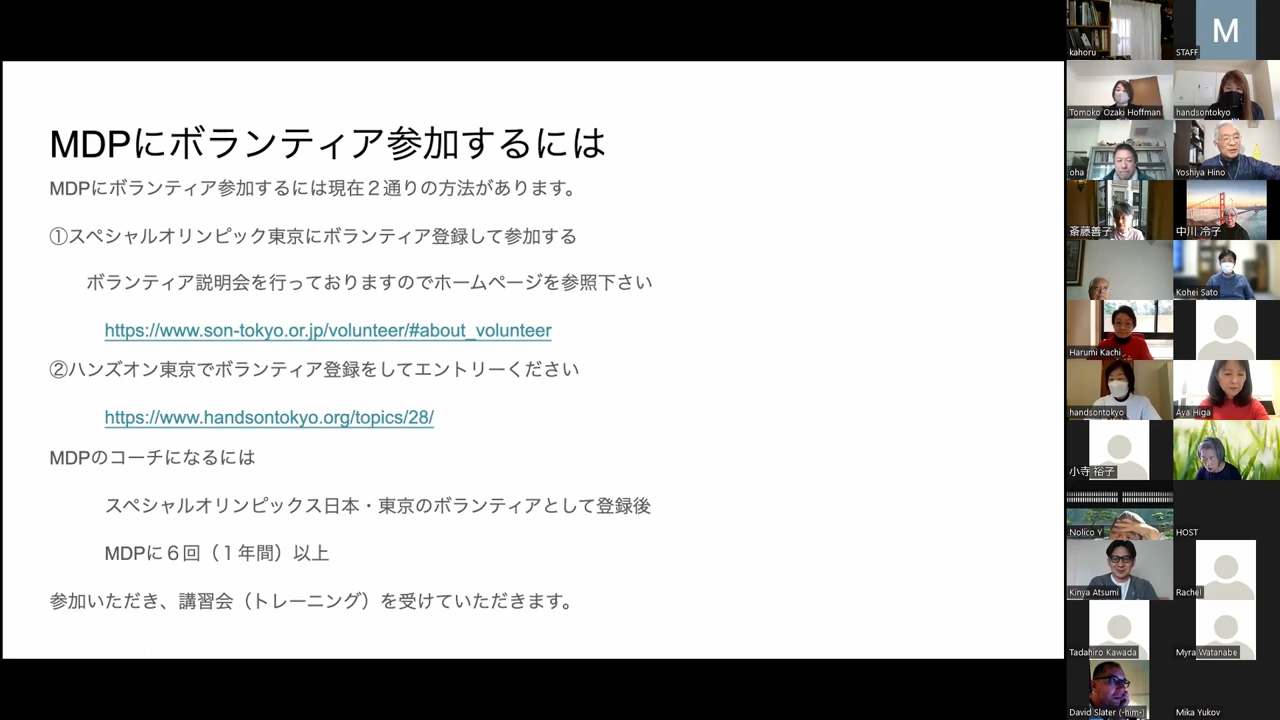 MDPにボランティア参加するには
MDPにボランティア参加するには現在２通りの方法があります。
①スペシャルオリンピック東京にボランティア登録して参加する
ボランティア説明会を行っておりますのでホームページを参照下さい
https://www.son-tokyo.or.jp/volunteer/#about_volunteer
②ハンズオン東京でボランティア登録をしてエントリーください
https://www.handsontokyo.org/topics/28/
MDPのコーチになるには
スペシャルオリンピックス日本・東京のボランティアとして登録後
MDPに６回（１年間）以上
参加いただき、講習会（トレーニング）を受けていただきます。
kahoru
M
STAFF
Tomoko Ozaki Hoffman
handsontokyo
oha
Yoshiya Hino
斎藤善子
中川 冷子
Kohei Sato
Harumi Kachi
handsontokyo
Aya Higa
小寺 裕子
Nolico Y
HOST
Kinya Atsumi
Rachel
Tadahiro Kawada
Myra Watanabe
David Slater (-him-)
Mika Yukov